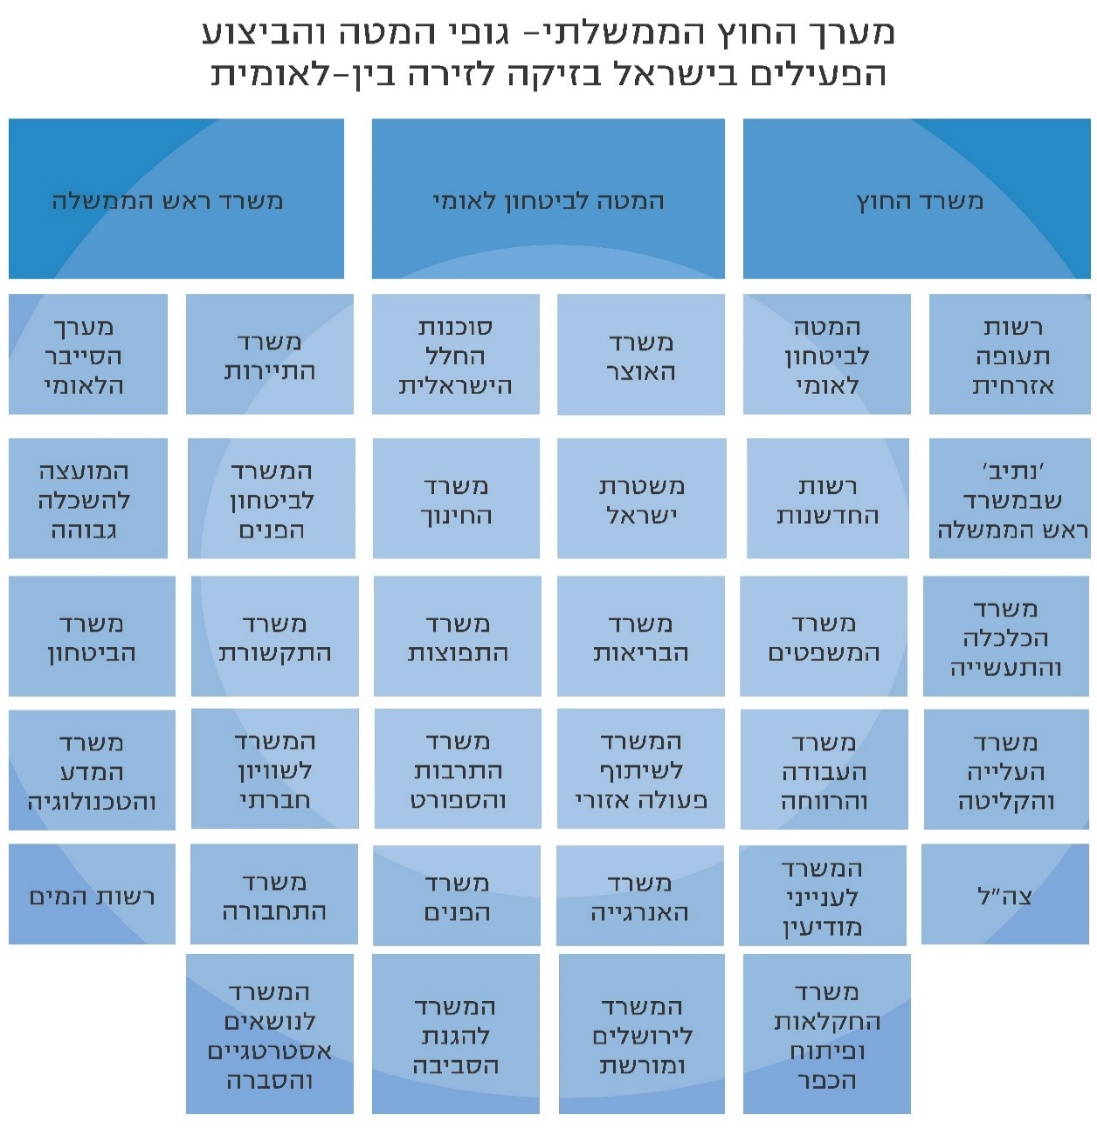 מערך החוץ הממשלתי– גופי המטה והביצוע
הפעילים בישראל בזיקה לזירה בין–לאומית
משרד החוץ
המטה לביטחון לאומי
משרד ראש הממשלה
רשות
תעופה
אזרחית
המטה
לביטחון
לאומי
משרד
האוצר
סוכנות
החלל
הישראלית
משרד
התיירות
מערך
הסייבר
הלאומי
'נתיב'
שבמשרד
ראש הממשלה
רשות
החדשנות
משטרת
ישראל
משרד
החינוך
המשרד
לביטחון
הפנים
המועצה
להשכלה
גבוהה
משרד
הכלכלה
והתעשייה
משרד
המשפטים
משרד
הבריאות
משרד
התפוצות
משרד
התקשורת
משרד
הביטחון
משרד
העלייה
והקליטה
משרד
העבודה
והרווחה
המשרד
לשיתוף
פעולה אזורי
משרד
התרבות
והספורט
המשרד
לשוויון
חברתי
משרד
המדע
והטכנולוגיה
צה"ל
המשרד
לענייני
מודיעין
משרד
האנרגייה
משרד
הפנים
משרד
התחבורה
רשות המים
משרד
החקלאות
ופיתוח
הכפר
המשרד
לירושלים
ומורשת
המשרד
להגנת
הסביבה
המשרד
לנושאים
אסטרטגיים
והסברה